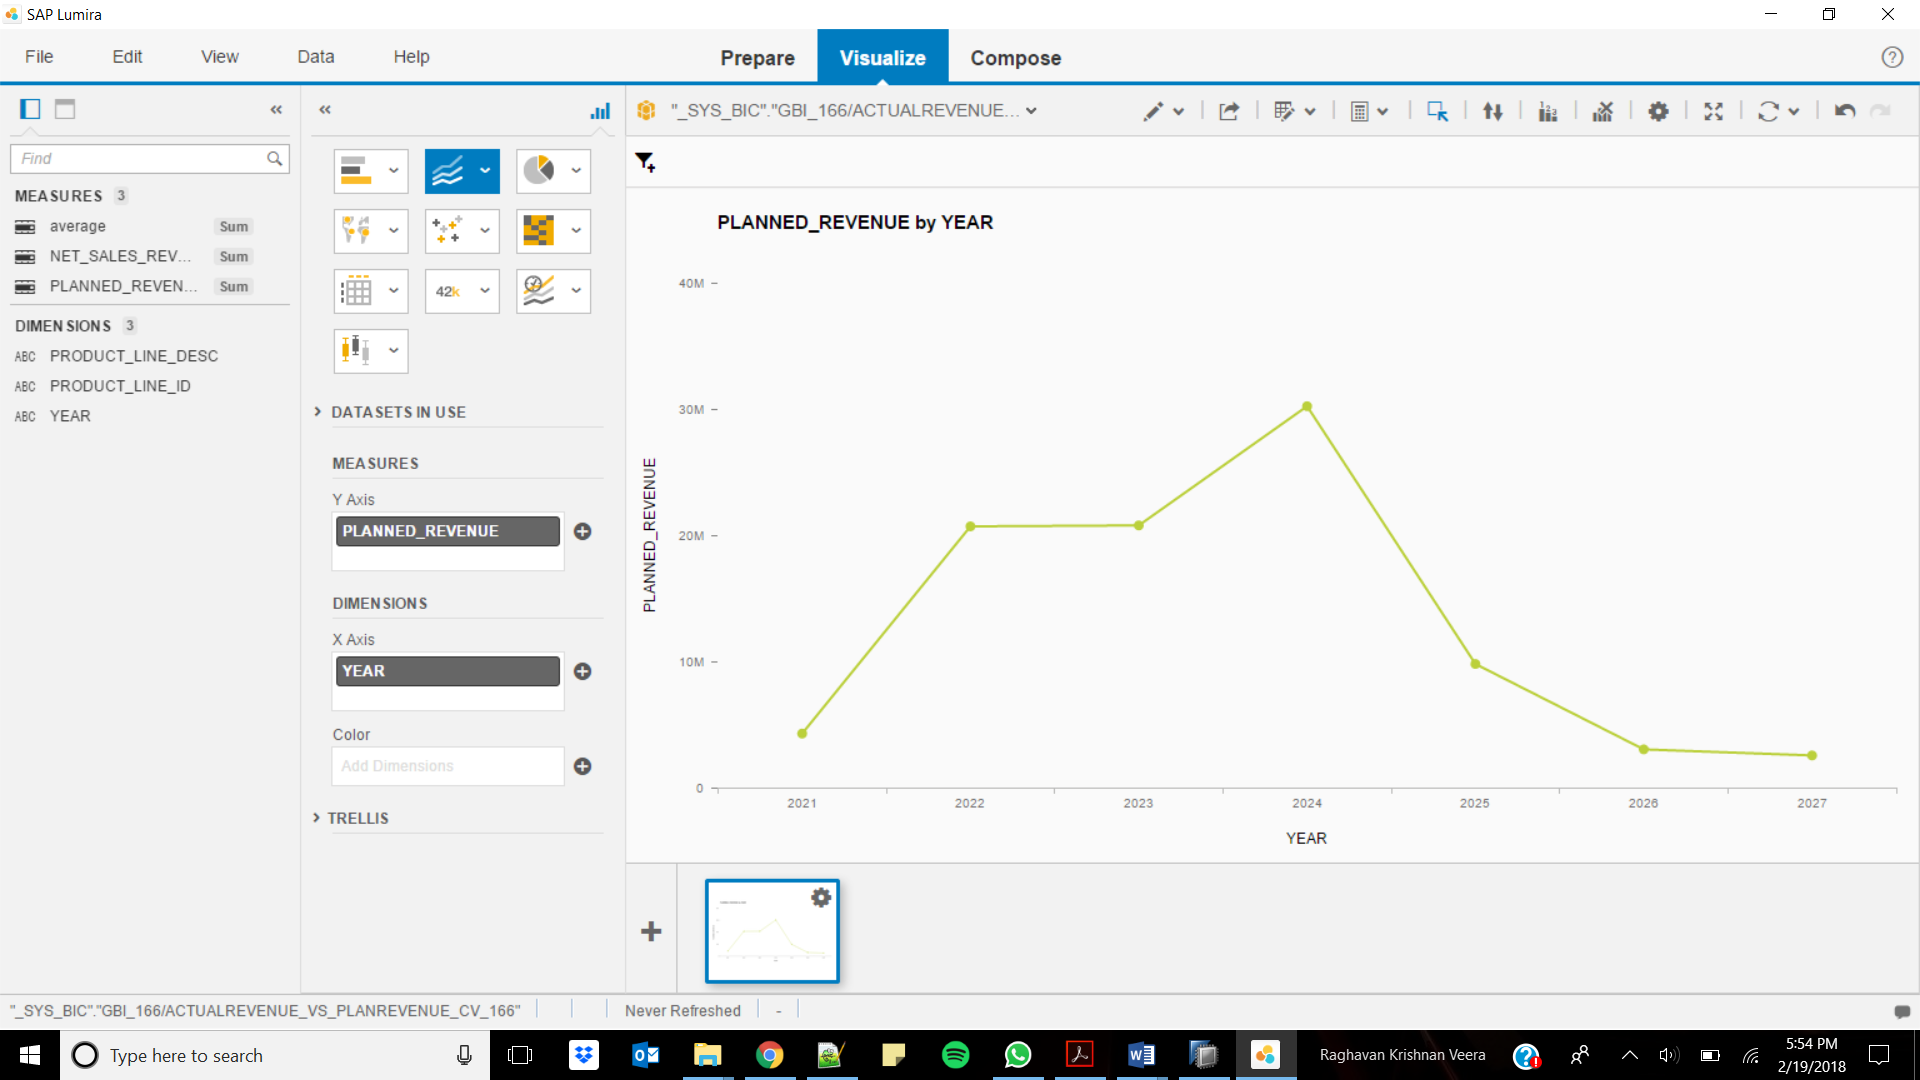 SAP Lumira
File Edit View Data Help
Prepare Visualize Compose
"_SYS_BIC"."GBI_166/ACTUALREVENUE...
Find
MEASURES 3
average Sum
NET_SALES_REV... Sum
PLANNED_REVEN... Sum
DIMENSIONS 3
ABC PRODUCT_LINE_DESC
ABC PRODUCT_LINE_ID
ABC YEAR
42k
DATASETS IN USE
MEASURES
Y Axis
PLANNED_REVENUE
DIMENSIONS
X Axis
YEAR
Color
Add Dimensions
TRELLIS
PLANNED_REVENUE by YEAR
PLANNED_REVENUE
40M
30M
20M
10M
0
2021 2022 2023 2024 2025 2026 2027
YEAR
"_SYS_BIC"."GBI_166/ACTUALREVENUE_VS_PLANREVENUE_CV_166" Never Refreshed -
Type here to search
Raghavan Krishnan Veera
5:54 PM
2/19/2018